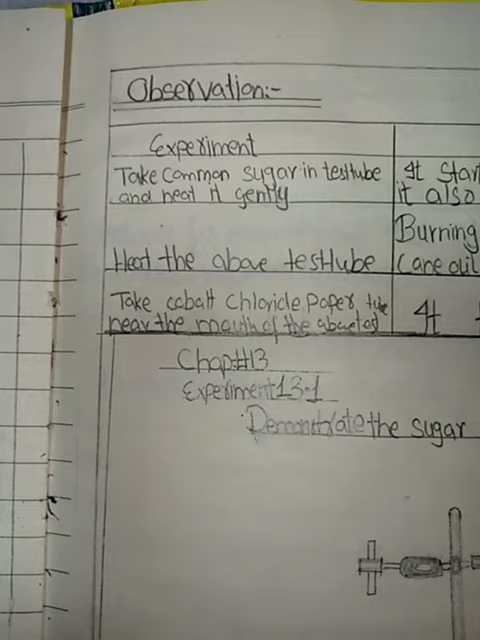 Observation:-
Experiment
Take Common sugar in testtube
and heat it gently
It Star
it also
Heat the above testtube
Burning
Cane
Take cobalt Chloride Paper
near the mouth of the
It
Chap#13
Experiment 13.1
Demonstrate the sugar